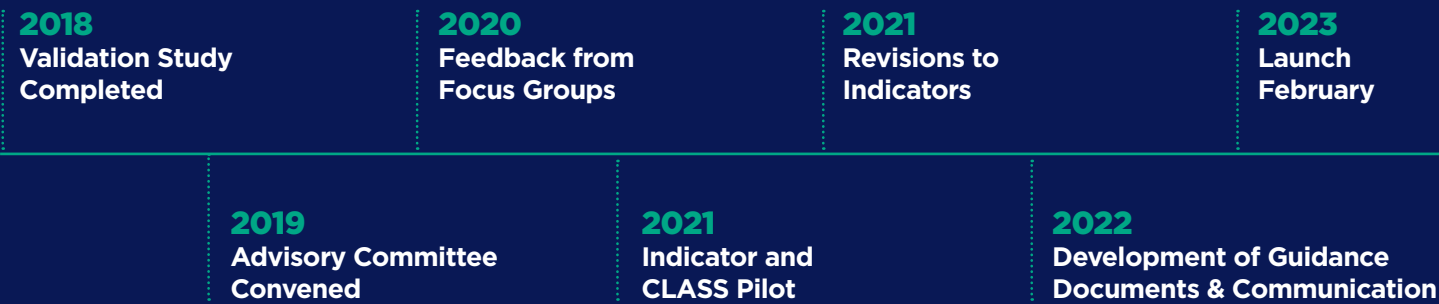 2018
Validation Study
Completed
2020
Feedback from
Focus Groups
2021
Revisions to
Indicators
2023
Launch
February
2019
Advisory Committee
Convened
2021
Indicator and
CLASS Pilot
2022
Development of Guidance
Documents & Communication